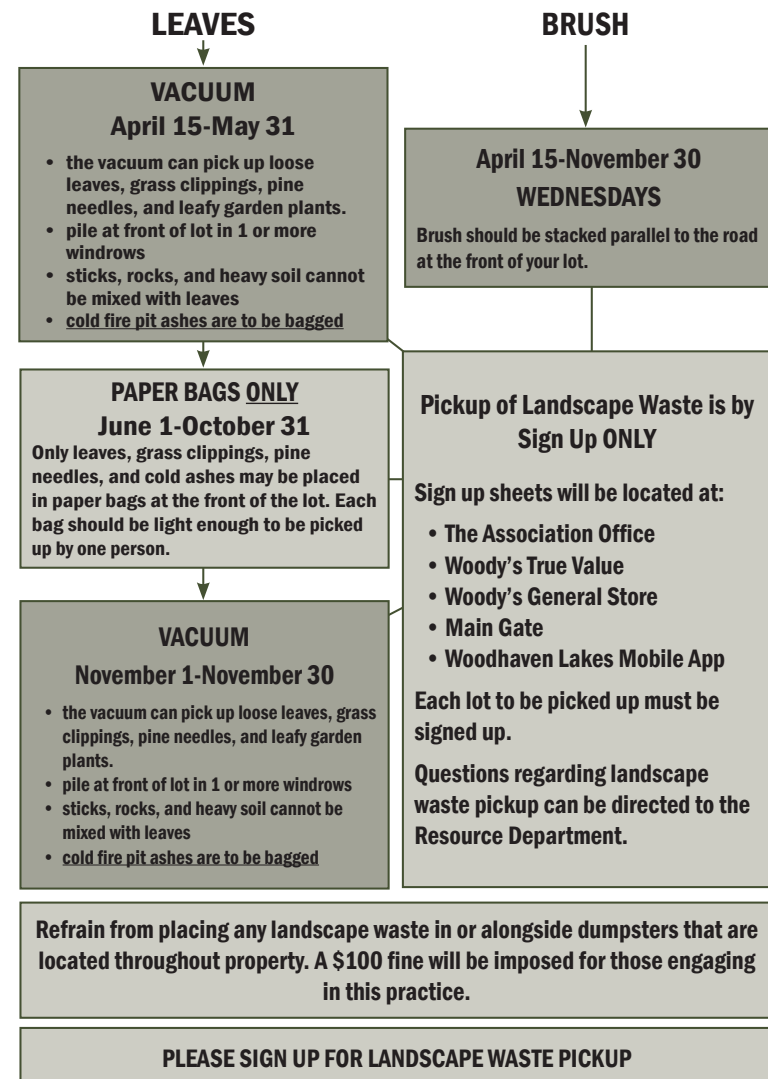 LEAVES
VACUUM
April 15-May 31
• the vacuum can pick up loose
leaves, grass clippings, pine
needles, and leafy garden plants.
• pile at front of lot in 1 or more
windrows
• sticks, rocks, and heavy soil cannot
be mixed with leaves
• cold fire pit ashes are to be bagged
PAPER BAGS ONLY
June 1-October 31
Only leaves, grass clippings, pine
needles, and cold ashes may be placed
in paper bags at the front of the lot. Each
bag should be light enough to be picked
up by one person.
VACUUM
November 1-November 30
• the vacuum can pick up loose leaves, grass
clippings, pine needles, and leafy garden
plants.
• pile at front of lot in 1 or more windrows
• sticks, rocks, and heavy soil cannot be
mixed with leaves
• cold fire pit ashes are to be bagged
BRUSH
April 15-November 30
WEDNESDAYS
Brush should be stacked parallel to the road
at the front of your lot.
Pickup of Landscape Waste is by
Sign Up ONLY
Sign up sheets will be located at:
• The Association Office
• Woody's True Value
• Woody's General Store
• Main Gate
• Woodhaven Lakes Mobile App
Each lot to be picked up must be
signed up.
Questions regarding landscape
waste pickup can be directed to the
Resource Department.
Refrain from placing any landscape waste in or alongside dumpsters that are
located throughout property. A $100 fine will be imposed for those engaging
in this practice.
PLEASE SIGN UP FOR LANDSCAPE WASTE PICKUP